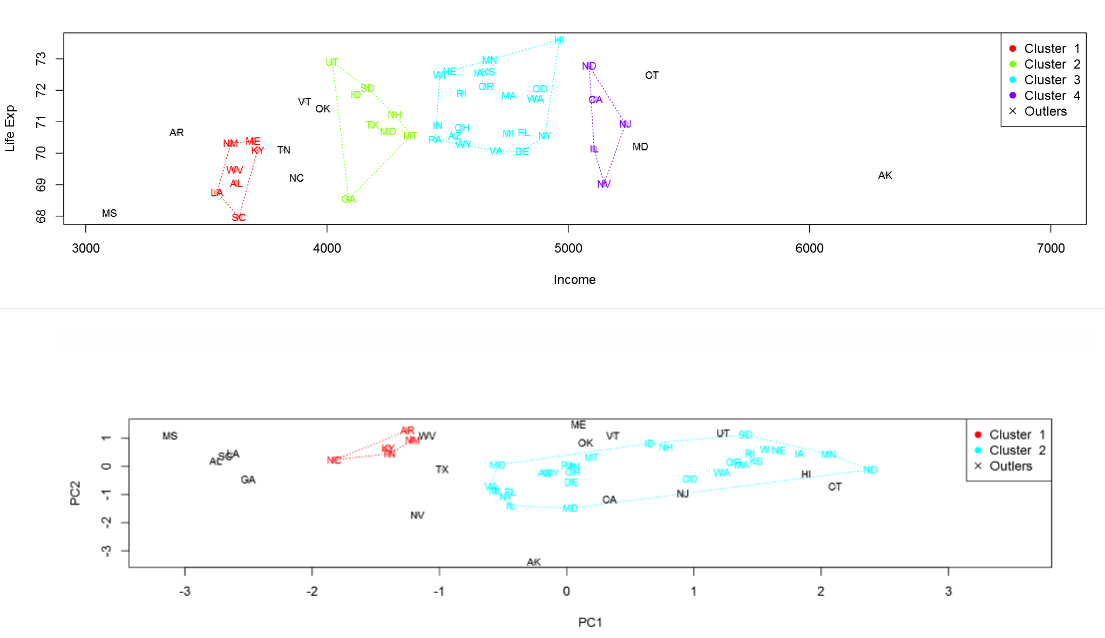 HI
73 UT MN ND Cluster 1
WI NE IA KS CT Cluster 2
72 ID SD OR CO Cluster 3
VT RI MA WA CA Cluster 4
OK NH Outliers
71 TX IN OH NJ
AR MO MT PA AZ MI FL NY
NM ME WY
70 KY TN VA DE IL MD
WV
69 AL NC NV AK
LA GA
68 MS SC
Life Exp
3000 4000 5000 6000 7000
Income
ME Cluster 1
1 MS AR WV VT UT SD Cluster 2
NM OK ID NH Outliers
KY RI WI NE IA MN
0 AL SC LA NC TN TX MO PA IN MT OR MA KS ND
GA WY OH WA HI
DE CO CT
-1 VA FL CA NJ
IL MD
-2 NV
-3 AK
PC2
-3 -2 -1 0 1 2 3
PC1